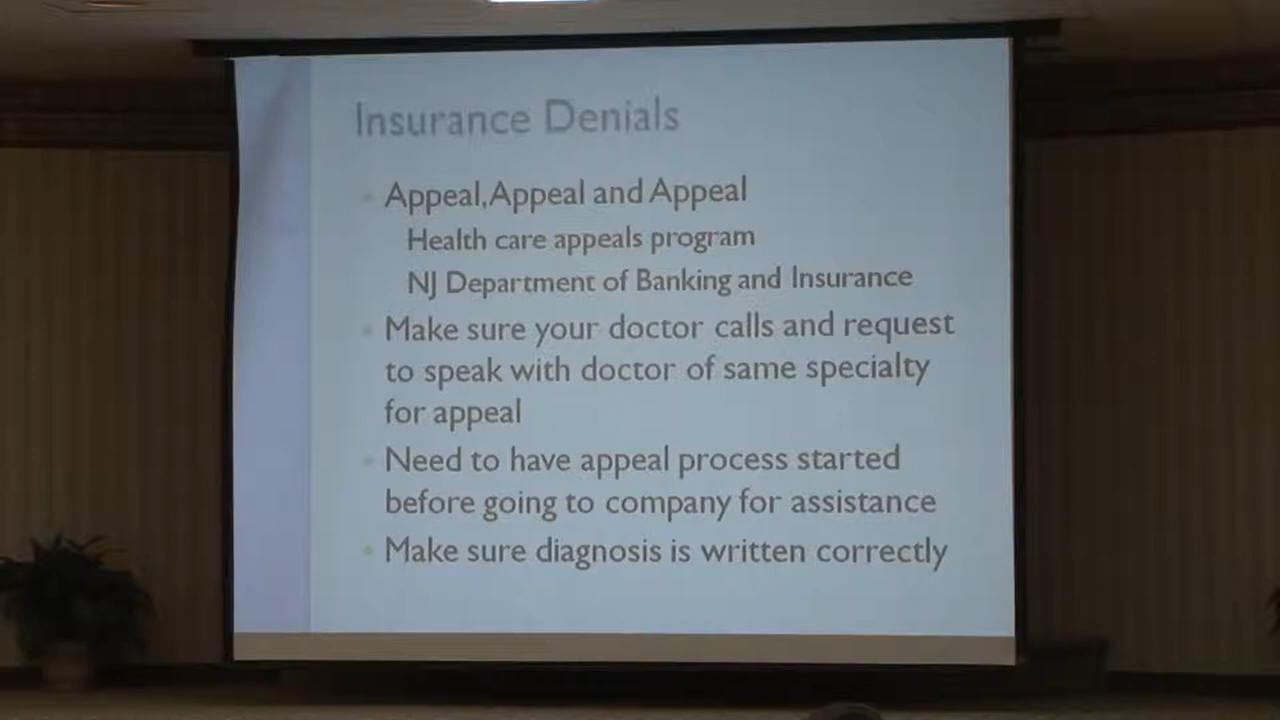 Insurance Denials
Appeal, Appeal and Appeal
Health care appeals program
NJ Department of Banking and Insurance
Make sure your doctor calls and request
to speak with doctor of same specialty
for appeal
Need to have appeal process started
before going to company for assistance
Make sure diagnosis is written correctly